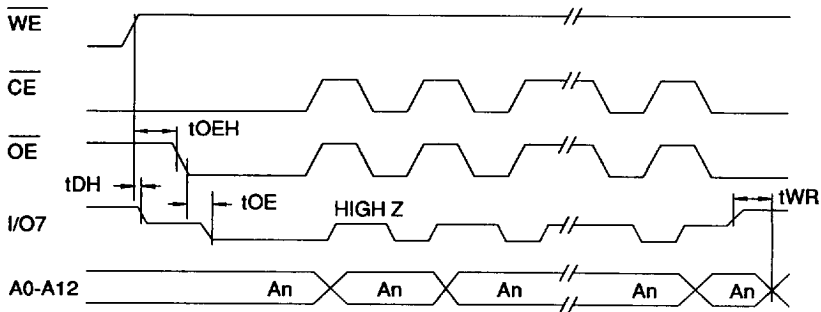 WE
CE
tOEH
OE
tDH
tOE
HIGH Z
tWR
I/O7
A0-A12 An An An An An